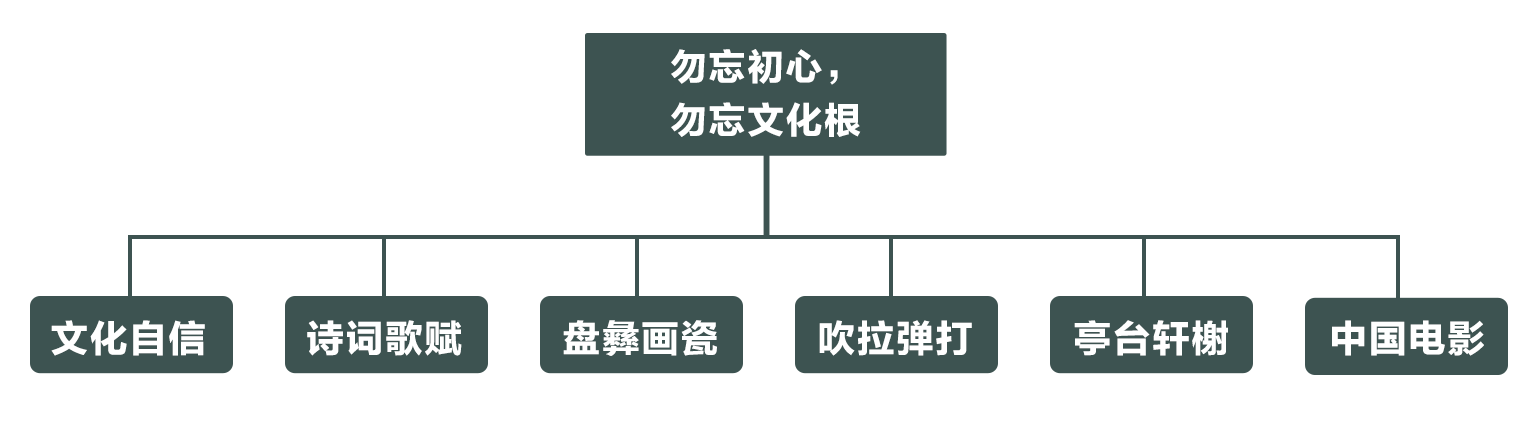 勿忘初心，
勿忘文化根
文化自信
诗词歌赋
盘彝画瓷
吹拉弹打
亭台轩榭
中国电影